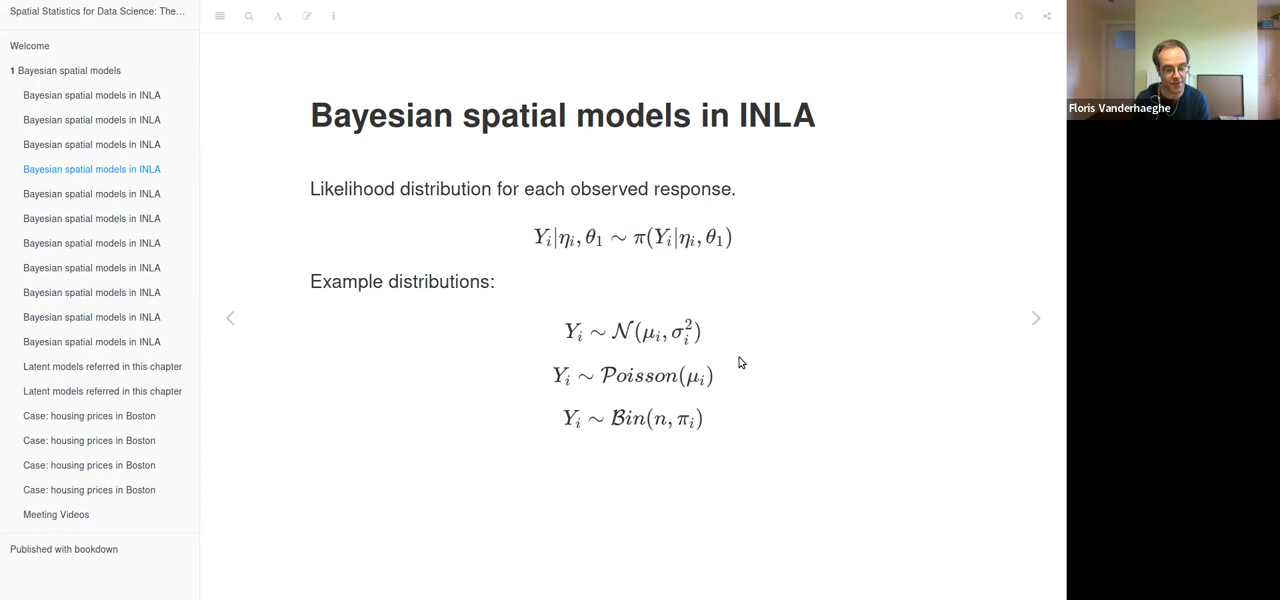 Spatial Statistics for Data Science: The...
Welcome
1 Bayesian spatial models
Bayesian spatial models in INLA
Bayesian spatial models in INLA
Bayesian spatial models in INLA
Bayesian spatial models in INLA
Bayesian spatial models in INLA
Bayesian spatial models in INLA
Bayesian spatial models in INLA
Bayesian spatial models in INLA
Bayesian spatial models in INLA
Bayesian spatial models in INLA
Bayesian spatial models in INLA
Latent models referred in this chapter
Latent models referred in this chapter
Case: housing prices in Boston
Case: housing prices in Boston
Case: housing prices in Boston
Case: housing prices in Boston
Meeting Videos
Published with bookdown
A
i
Bayesian spatial models in INLA
Likelihood distribution for each observed response.
Y_i|η_i, θ_1 ∼ π(Y_i|η_i, θ_1)
Example distributions:
Y_i ∼ 𝒩(μ_i, σ_i^2)
Y_i ∼ 𝒫oisson(μ_i)
Y_i ∼ ℬin(n, π_i)
Floris Vanderhaeghe